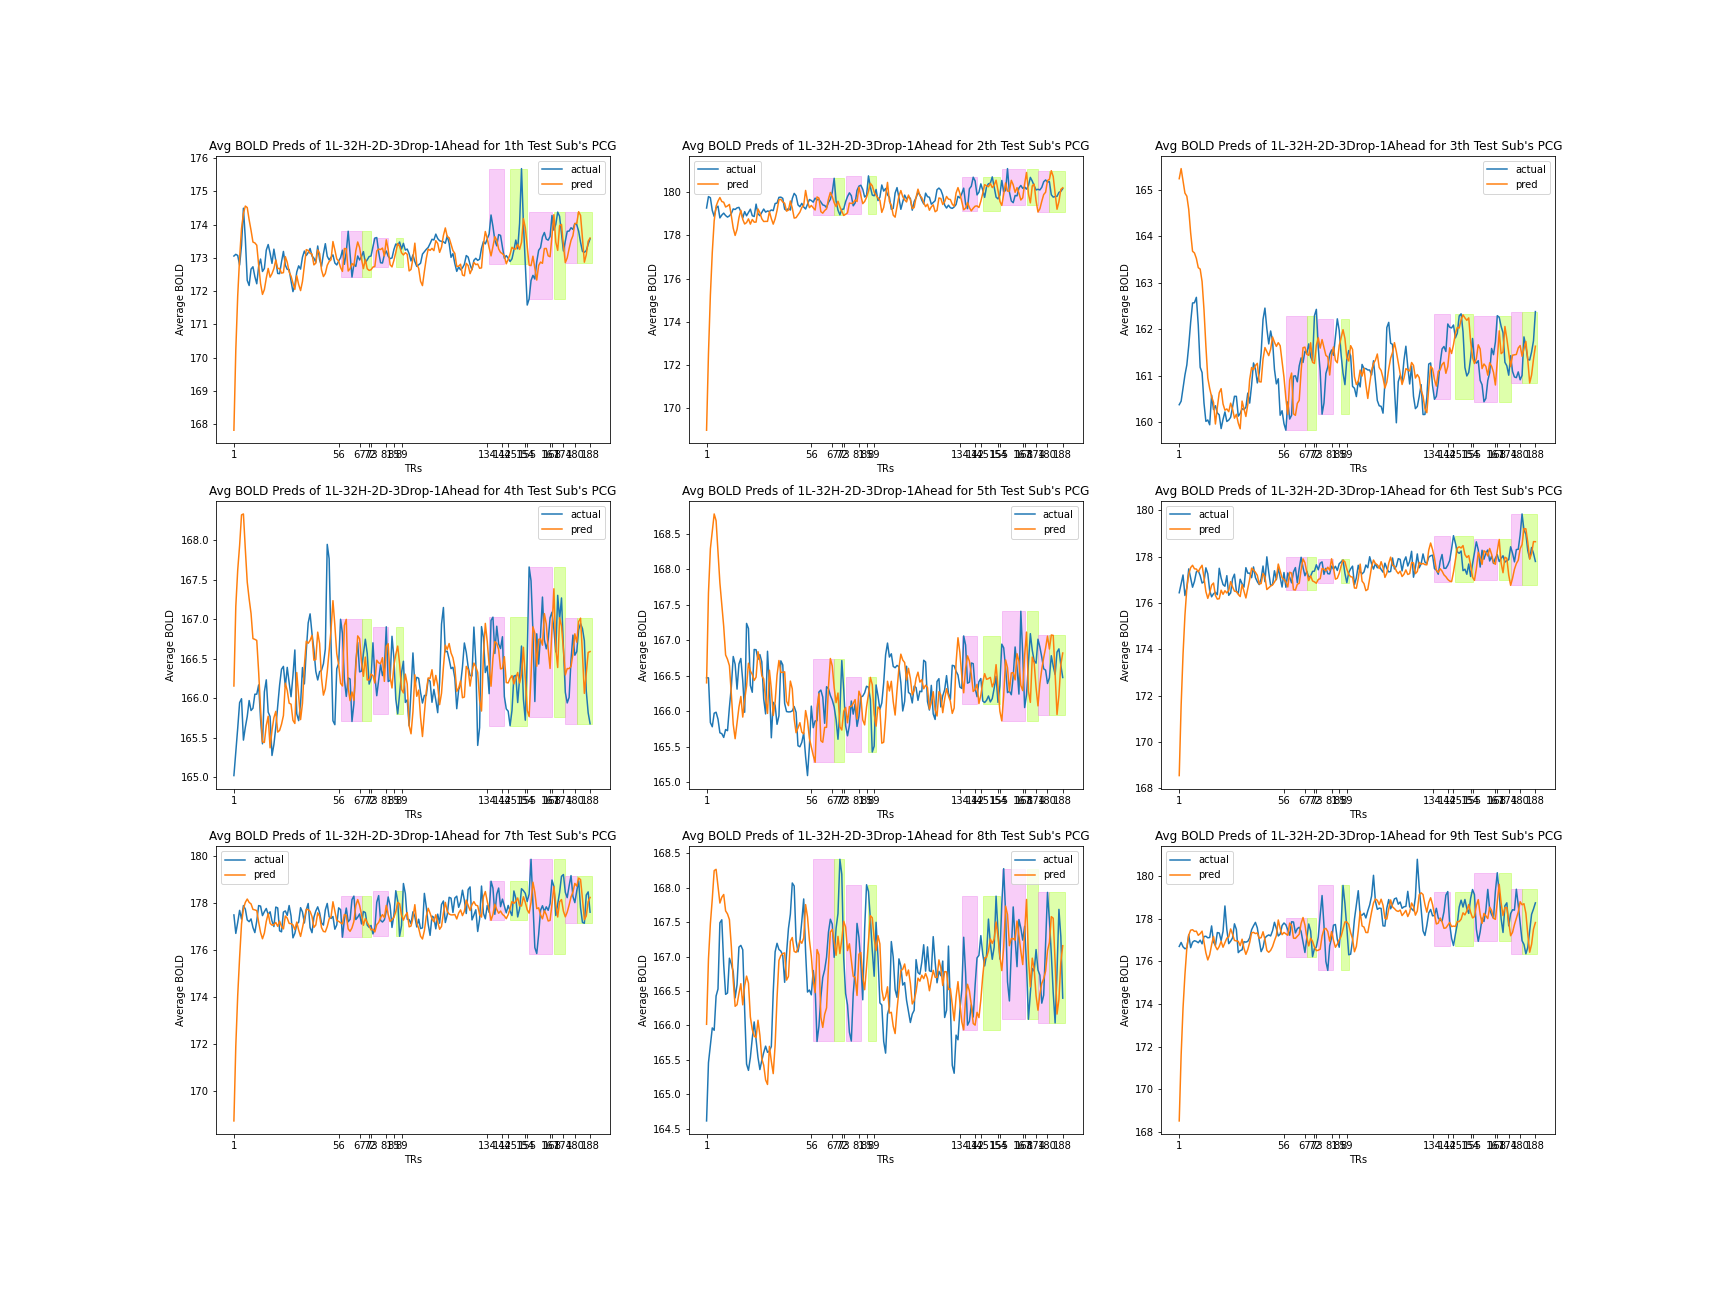 Avg BOLD Preds of 1L-32H-2D-3Drop-1Ahead for 1th Test Sub's PCG
Avg BOLD Preds of 1L-32H-2D-3Drop-1Ahead for 2th Test Sub's PCG
Avg BOLD Preds of 1L-32H-2D-3Drop-1Ahead for 3th Test Sub's PCG
176
175
174
173
172
171
170
169
168
Average BOLD
actual
pred
1 56 134 188
TRs
180
178
176
174
172
170
Average BOLD
actual
pred
1 56 134 188
TRs
165
164
163
162
161
160
Average BOLD
actual
pred
1 56 134 188
TRs
Avg BOLD Preds of 1L-32H-2D-3Drop-1Ahead for 4th Test Sub's PCG
Avg BOLD Preds of 1L-32H-2D-3Drop-1Ahead for 5th Test Sub's PCG
Avg BOLD Preds of 1L-32H-2D-3Drop-1Ahead for 6th Test Sub's PCG
168.0
167.5
167.0
166.5
166.0
165.5
165.0
Average BOLD
actual
pred
1 56 134 188
TRs
168.5
168.0
167.5
167.0
166.5
166.0
165.5
165.0
Average BOLD
actual
pred
1 56 134 188
TRs
180
178
176
174
172
170
168
Average BOLD
actual
pred
1 56 134 188
TRs
Avg BOLD Preds of 1L-32H-2D-3Drop-1Ahead for 7th Test Sub's PCG
Avg BOLD Preds of 1L-32H-2D-3Drop-1Ahead for 8th Test Sub's PCG
Avg BOLD Preds of 1L-32H-2D-3Drop-1Ahead for 9th Test Sub's PCG
180
178
176
174
172
170
Average BOLD
actual
pred
1 56 134 188
TRs
168.5
168.0
167.5
167.0
166.5
166.0
165.5
165.0
164.5
Average BOLD
actual
pred
1 56 134 188
TRs
180
178
176
174
172
170
168
Average BOLD
actual
pred
1 56 134 188
TRs